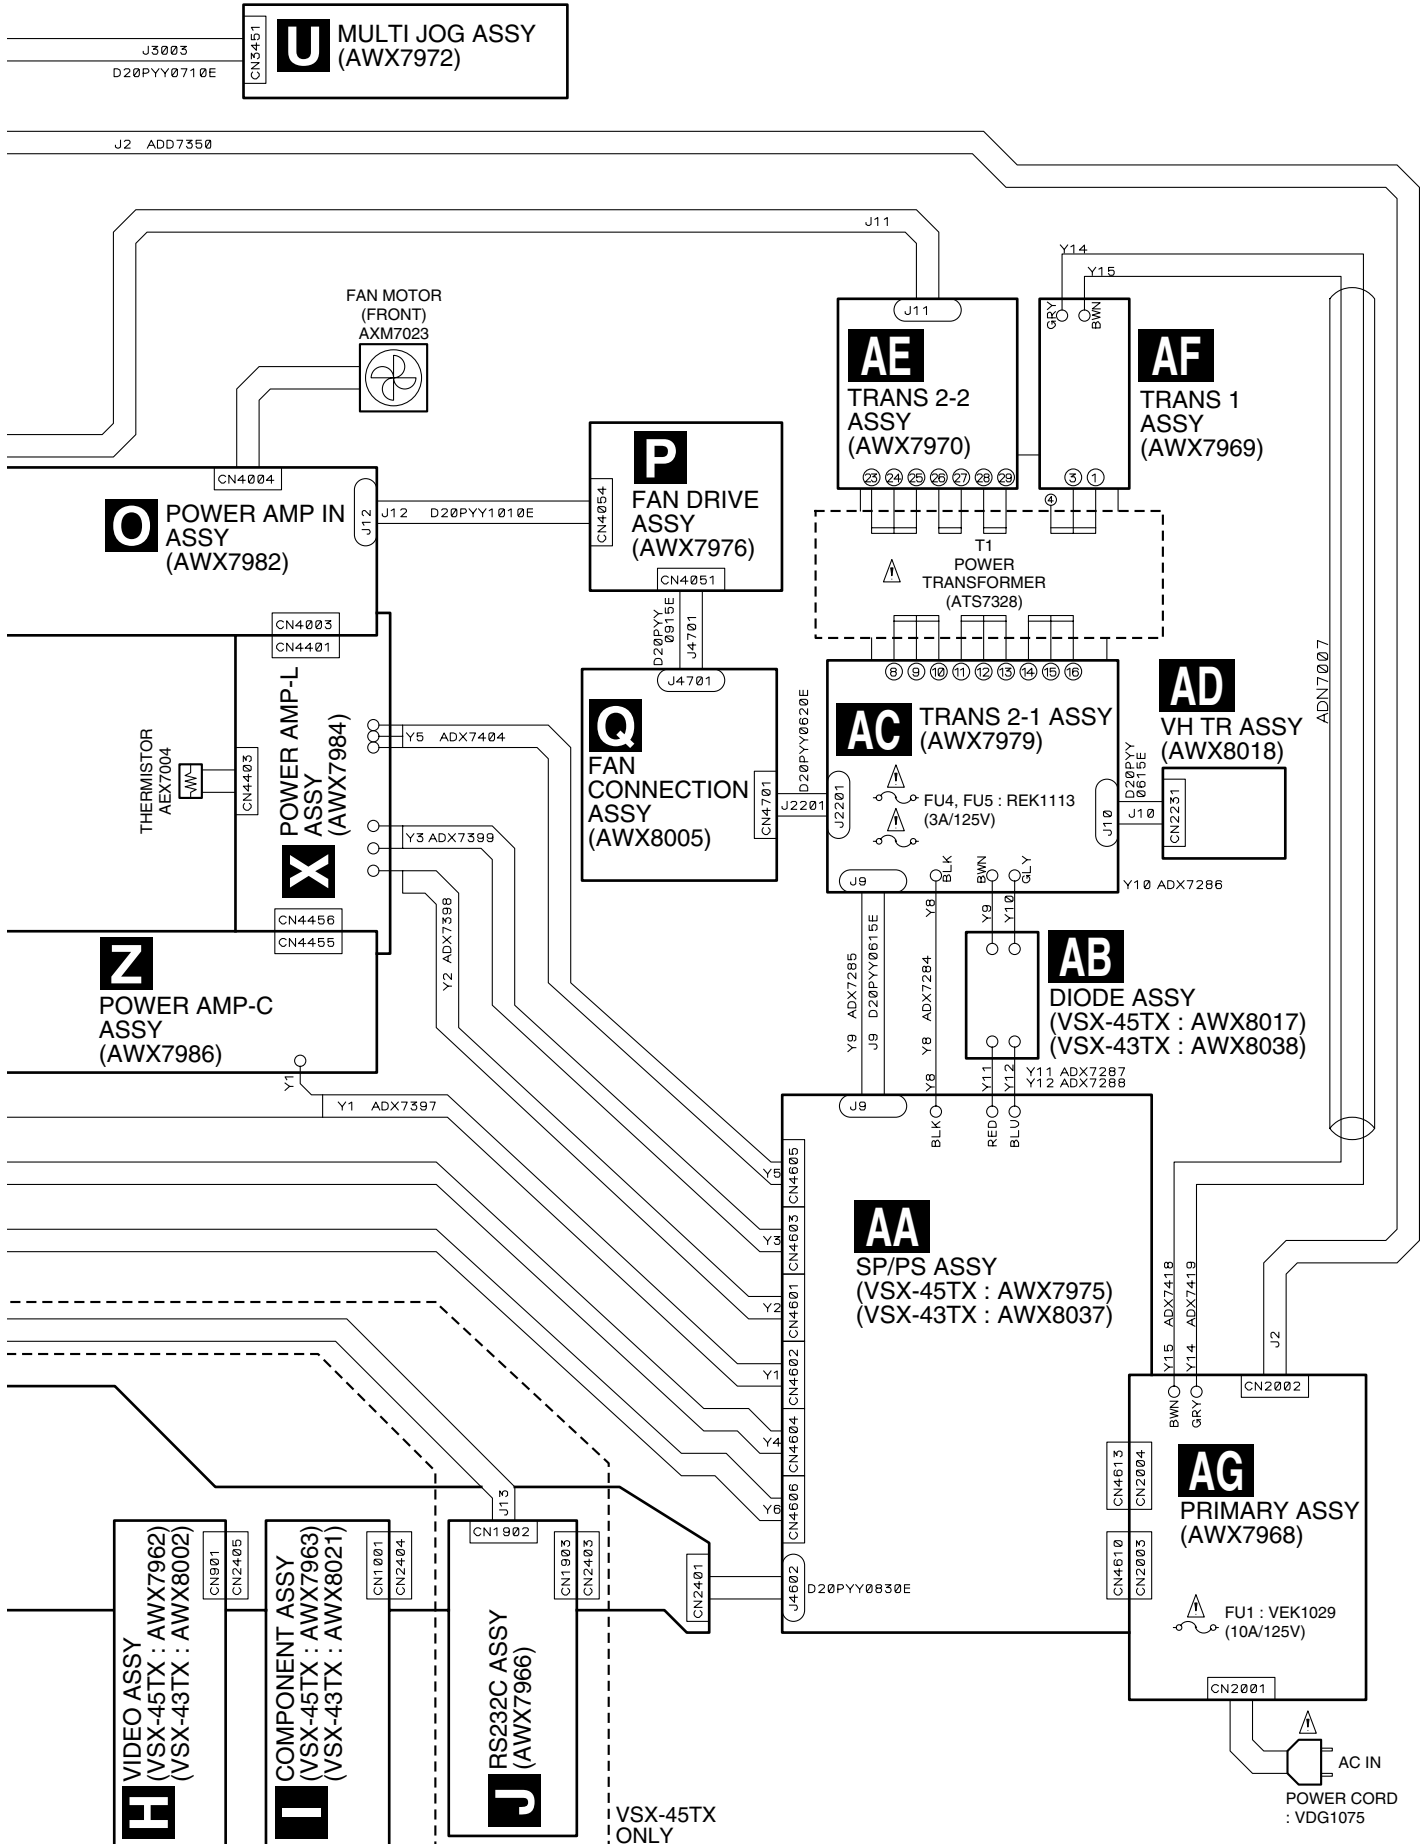 J3003
D20PYY0710E
CN3451
U
MULTI JOG ASSY
(AWX7972)
J2 ADD7350
J11
Y14
Y15
FAN MOTOR
(FRONT)
AXM7023
J11
AE
TRANS 2-2
ASSY
(AWX7970)
23 24 25 26 27 28 29
GRY
BWN
AF
TRANS 1
ASSY
(AWX7969)
4 3 1
CN4004
O
POWER AMP IN
ASSY
(AWX7982)
J12
J12 D20PYY1010E
CN4054
P
FAN DRIVE
ASSY
(AWX7976)
CN4051
T1
POWER
TRANSFORMER
(ATS7328)
CN4003
CN4401
D20PYY
0915E
J4701
J4701
8 9 10 11 12 13 14 15 16
ADN7007
THERMISTOR
AEX7004
CN4403
POWER AMP-L
ASSY
(AWX7984)
X
Y5 ADX7404
Y3 ADX7399
Y2 ADX7398
Q
FAN
CONNECTION
ASSY
(AWX8005)
CN4701
D20PYY0620E
J2201
J2201
AC
TRANS 2-1 ASSY
(AWX7979)
FU4, FU5 : REK1113
(3A/125V)
J10
D20PYY
0615E
J10
CN2231
AD
VH TR ASSY
(AWX8018)
J9
BLK
BWN
GLY
Y10 ADX7286
CN4456
CN4455
Z
POWER AMP-C
ASSY
(AWX7986)
Y1
Y1 ADX7397
Y9 ADX7285
J9 D20PYY0615E
Y8
Y8 ADX7284
Y8
Y9
Y10
AB
DIODE ASSY
(VSX-45TX : AWX8017)
(VSX-43TX : AWX8038)
Y11
Y12
Y11 ADX7287
Y12 ADX7288
J9
BLK
RED
BLU
Y5
CN4605
Y3
CN4603
Y2
CN4601
Y1
CN4602
Y4
CN4604
Y6
CN4606
J4602
D20PYY0830E
CN2401
AA
SP/PS ASSY
(VSX-45TX : AWX7975)
(VSX-43TX : AWX8037)
Y15 ADX7418
Y14 ADX7419
J2
BWN
GRY
CN2002
CN4613
CN2004
CN4610
CN2003
AG
PRIMARY ASSY
(AWX7968)
FU1 : VEK1029
(10A/125V)
CN2001
AC IN
POWER CORD
: VDG1075
H
VIDEO ASSY
(VSX-45TX : AWX7962)
(VSX-43TX : AWX8002)
CN901
CN2405
I
COMPONENT ASSY
(VSX-45TX : AWX7963)
(VSX-43TX : AWX8021)
CN1001
CN2404
J13
CN1902
J
RS232C ASSY
(AWX7966)
CN1903
CN2403
VSX-45TX
ONLY